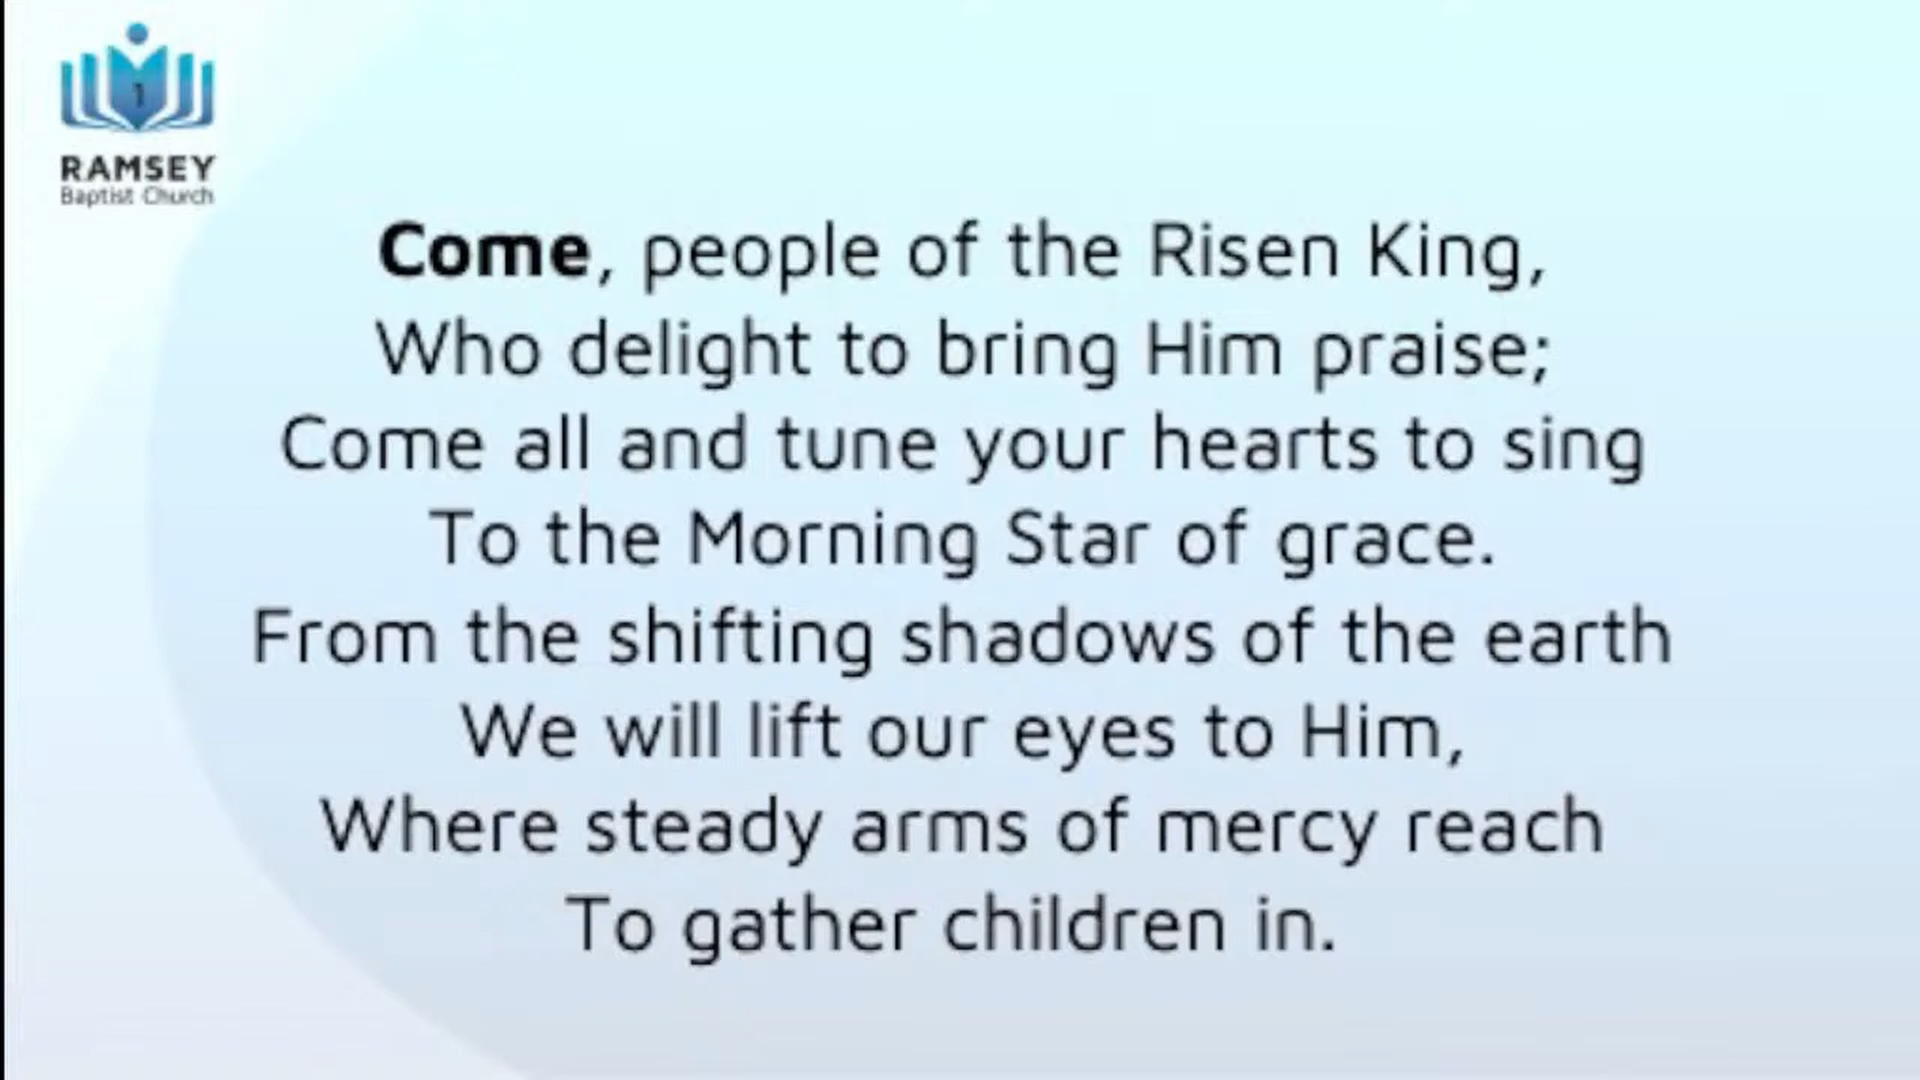 1
RAMSEY
Baptist Church
Come, people of the Risen King,
Who delight to bring Him praise;
Come all and tune your hearts to sing
To the Morning Star of grace.
From the shifting shadows of the earth
We will lift our eyes to Him,
Where steady arms of mercy reach
To gather children in.